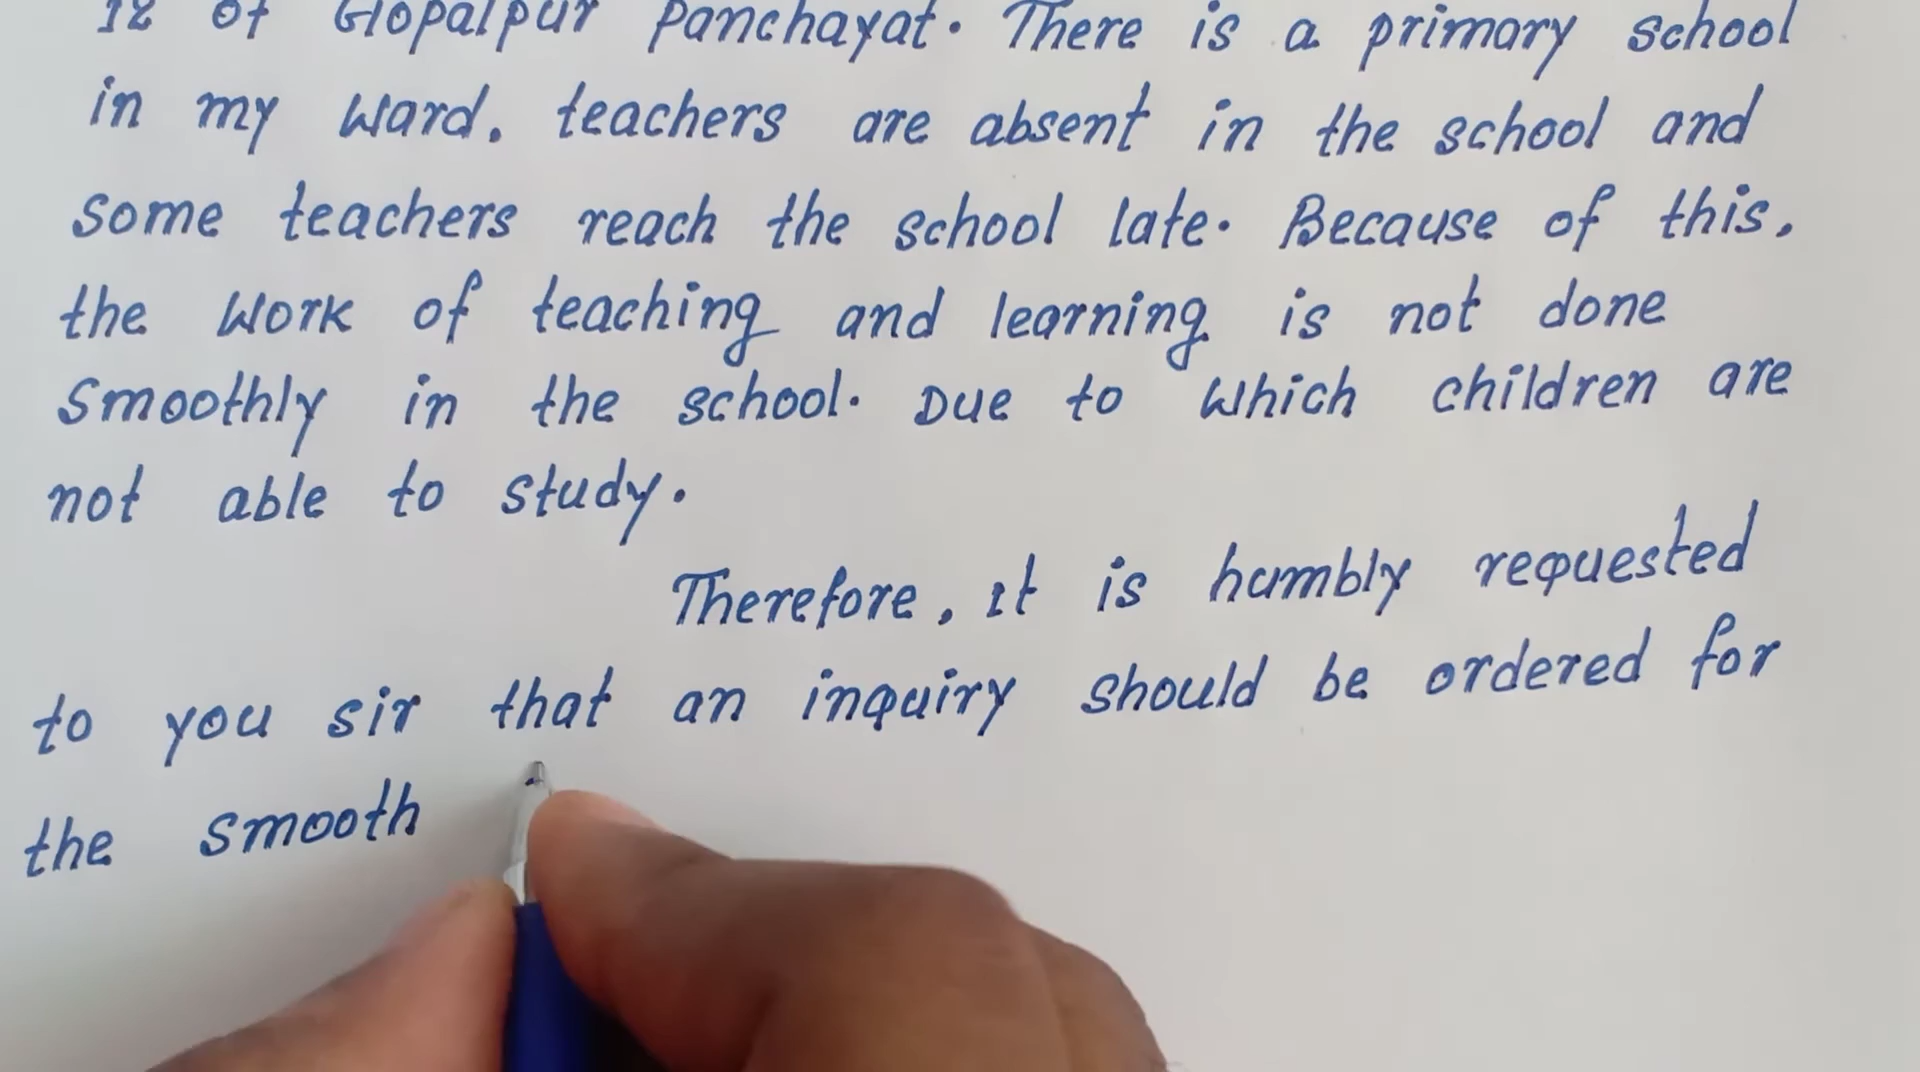 of Gopalpur Panchayat. There is a primary school
in my ward. teachers are absent in the school and
some teachers reach the school late. Because of this,
the work of teaching and learning is not done
smoothly in the school. Due to which children are
not able to study.
Therefore, it is humbly requested
to you sir that an inquiry should be ordered for
the smooth